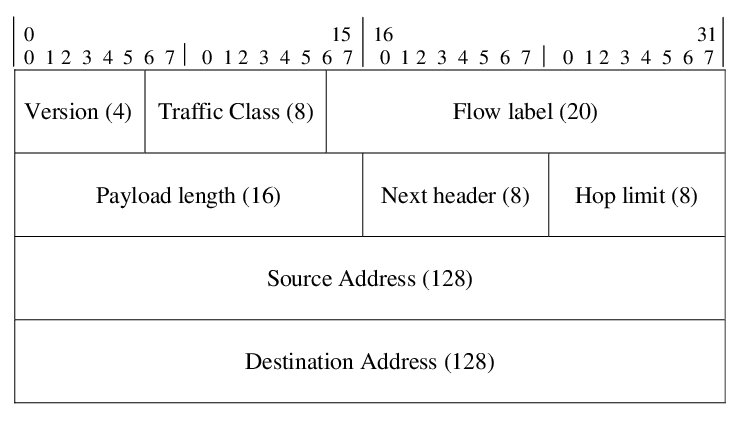 0 15 16 31
0 1 2 3 4 5 6 7 0 1 2 3 4 5 6 7 0 1 2 3 4 5 6 7 0 1 2 3 4 5 6 7
Version (4) Traffic Class (8) Flow label (20)
Payload length (16) Next header (8) Hop limit (8)
Source Address (128)
Destination Address (128)